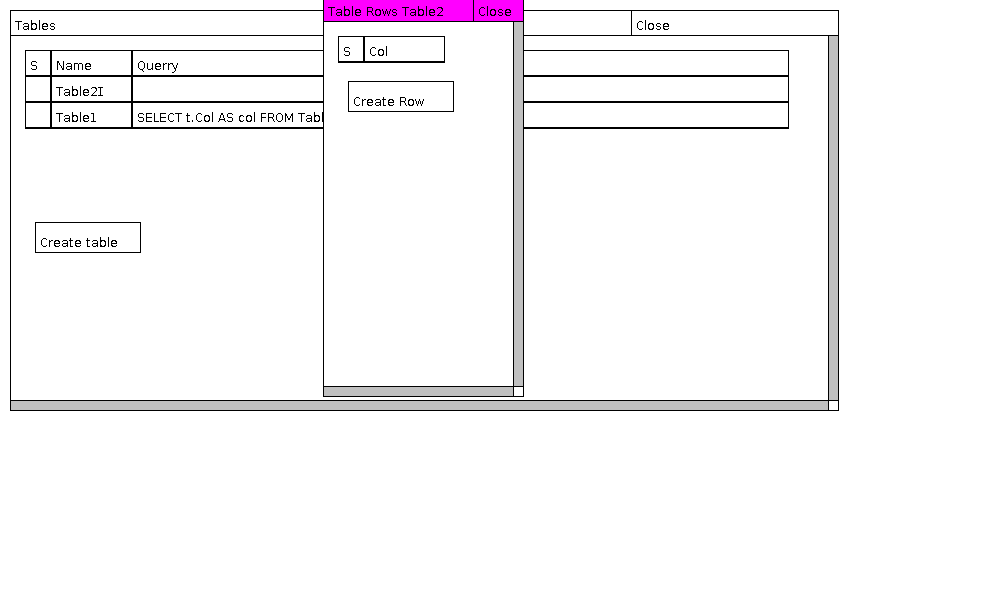 Table Rows Table2 Close
Tables Close
S Name Querry
S Col
Table2I
Create Row
Table1 SELECT t.Col AS col FROM Tabl
Create table